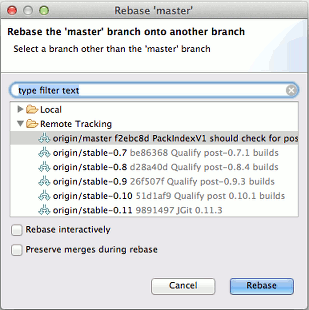 Rebase 'master'
Rebase the 'master' branch onto another branch
Select a branch other than the 'master' branch
type filter text
Local
Remote Tracking
origin/master f2ebc8d PackIndexV1 should check for pos
origin/stable-0.7 be86368 Qualify post-0.7.1 builds
origin/stable-0.8 d28a40d Qualify post-0.8.4 builds
origin/stable-0.9 26f507f Qualify post-0.9.3 builds
origin/stable-0.10 51d1af9 Qualify post 0.10.1 builds
origin/stable-0.11 9891497 JGit 0.11.3
Rebase interactively
Preserve merges during rebase
Cancel
Rebase